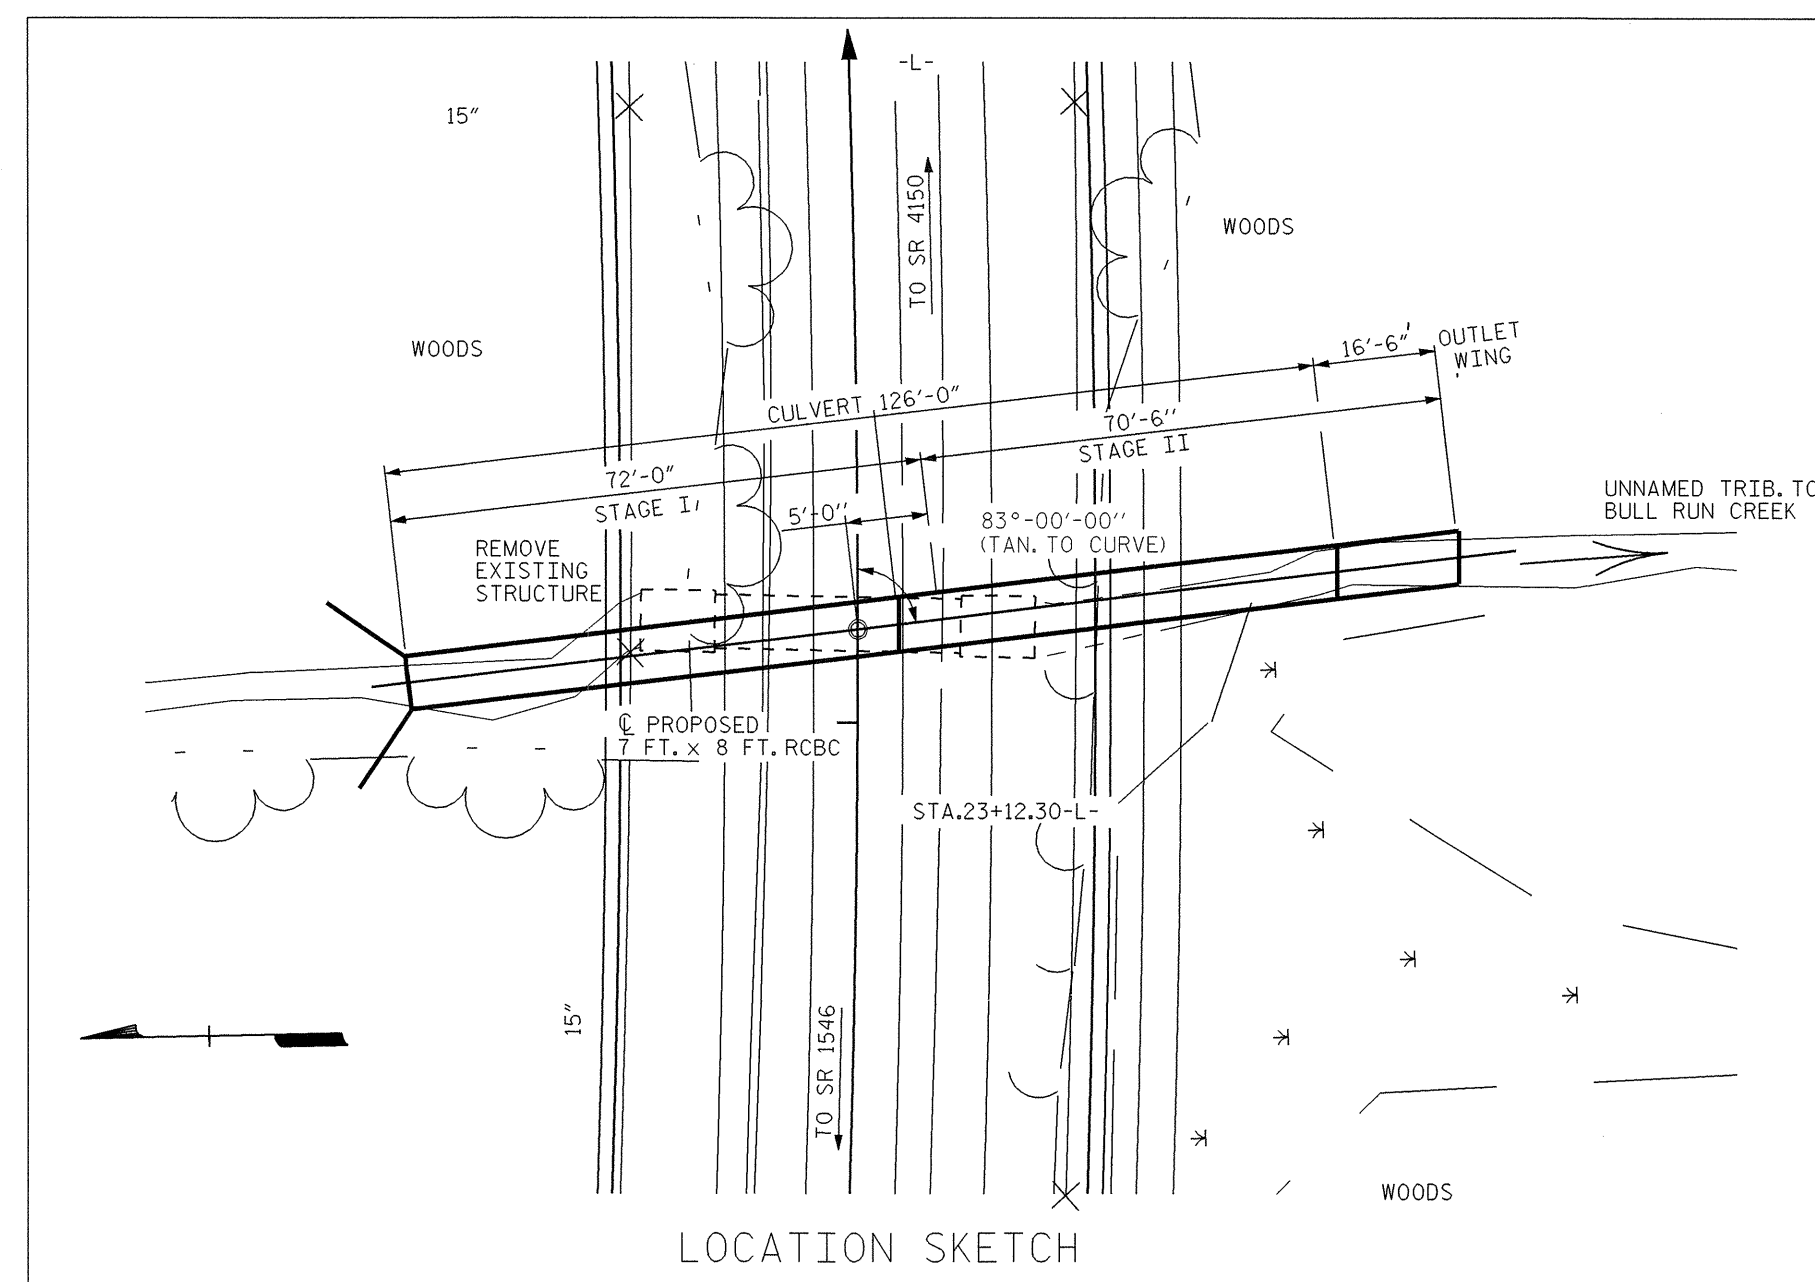 -L-
15"
TO SR 4150
WOODS
WOODS
16'-6"
OUTLET
WING
CULVERT 126'-0"
70'-6"
STAGE II
72'-0"
STAGE I
5'-0"
83°-00'-00"
(TAN. TO CURVE)
UNNAMED TRIB. TO
BULL RUN CREEK
REMOVE
EXISTING
STRUCTURE
℄ PROPOSED
7 FT. x 8 FT. RCBC
STA.23+12.30-L-
15"
TO SR 1546
WOODS
LOCATION SKETCH